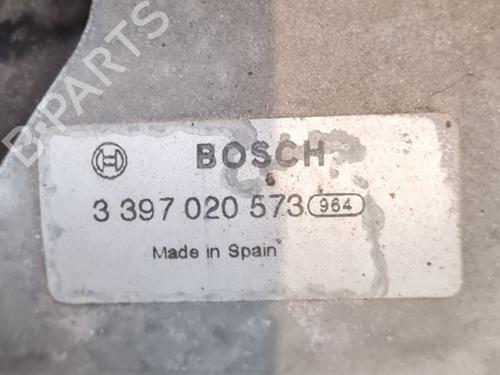 B-PARTS
BOSCH
3 397 020 573 964
Made in Spain